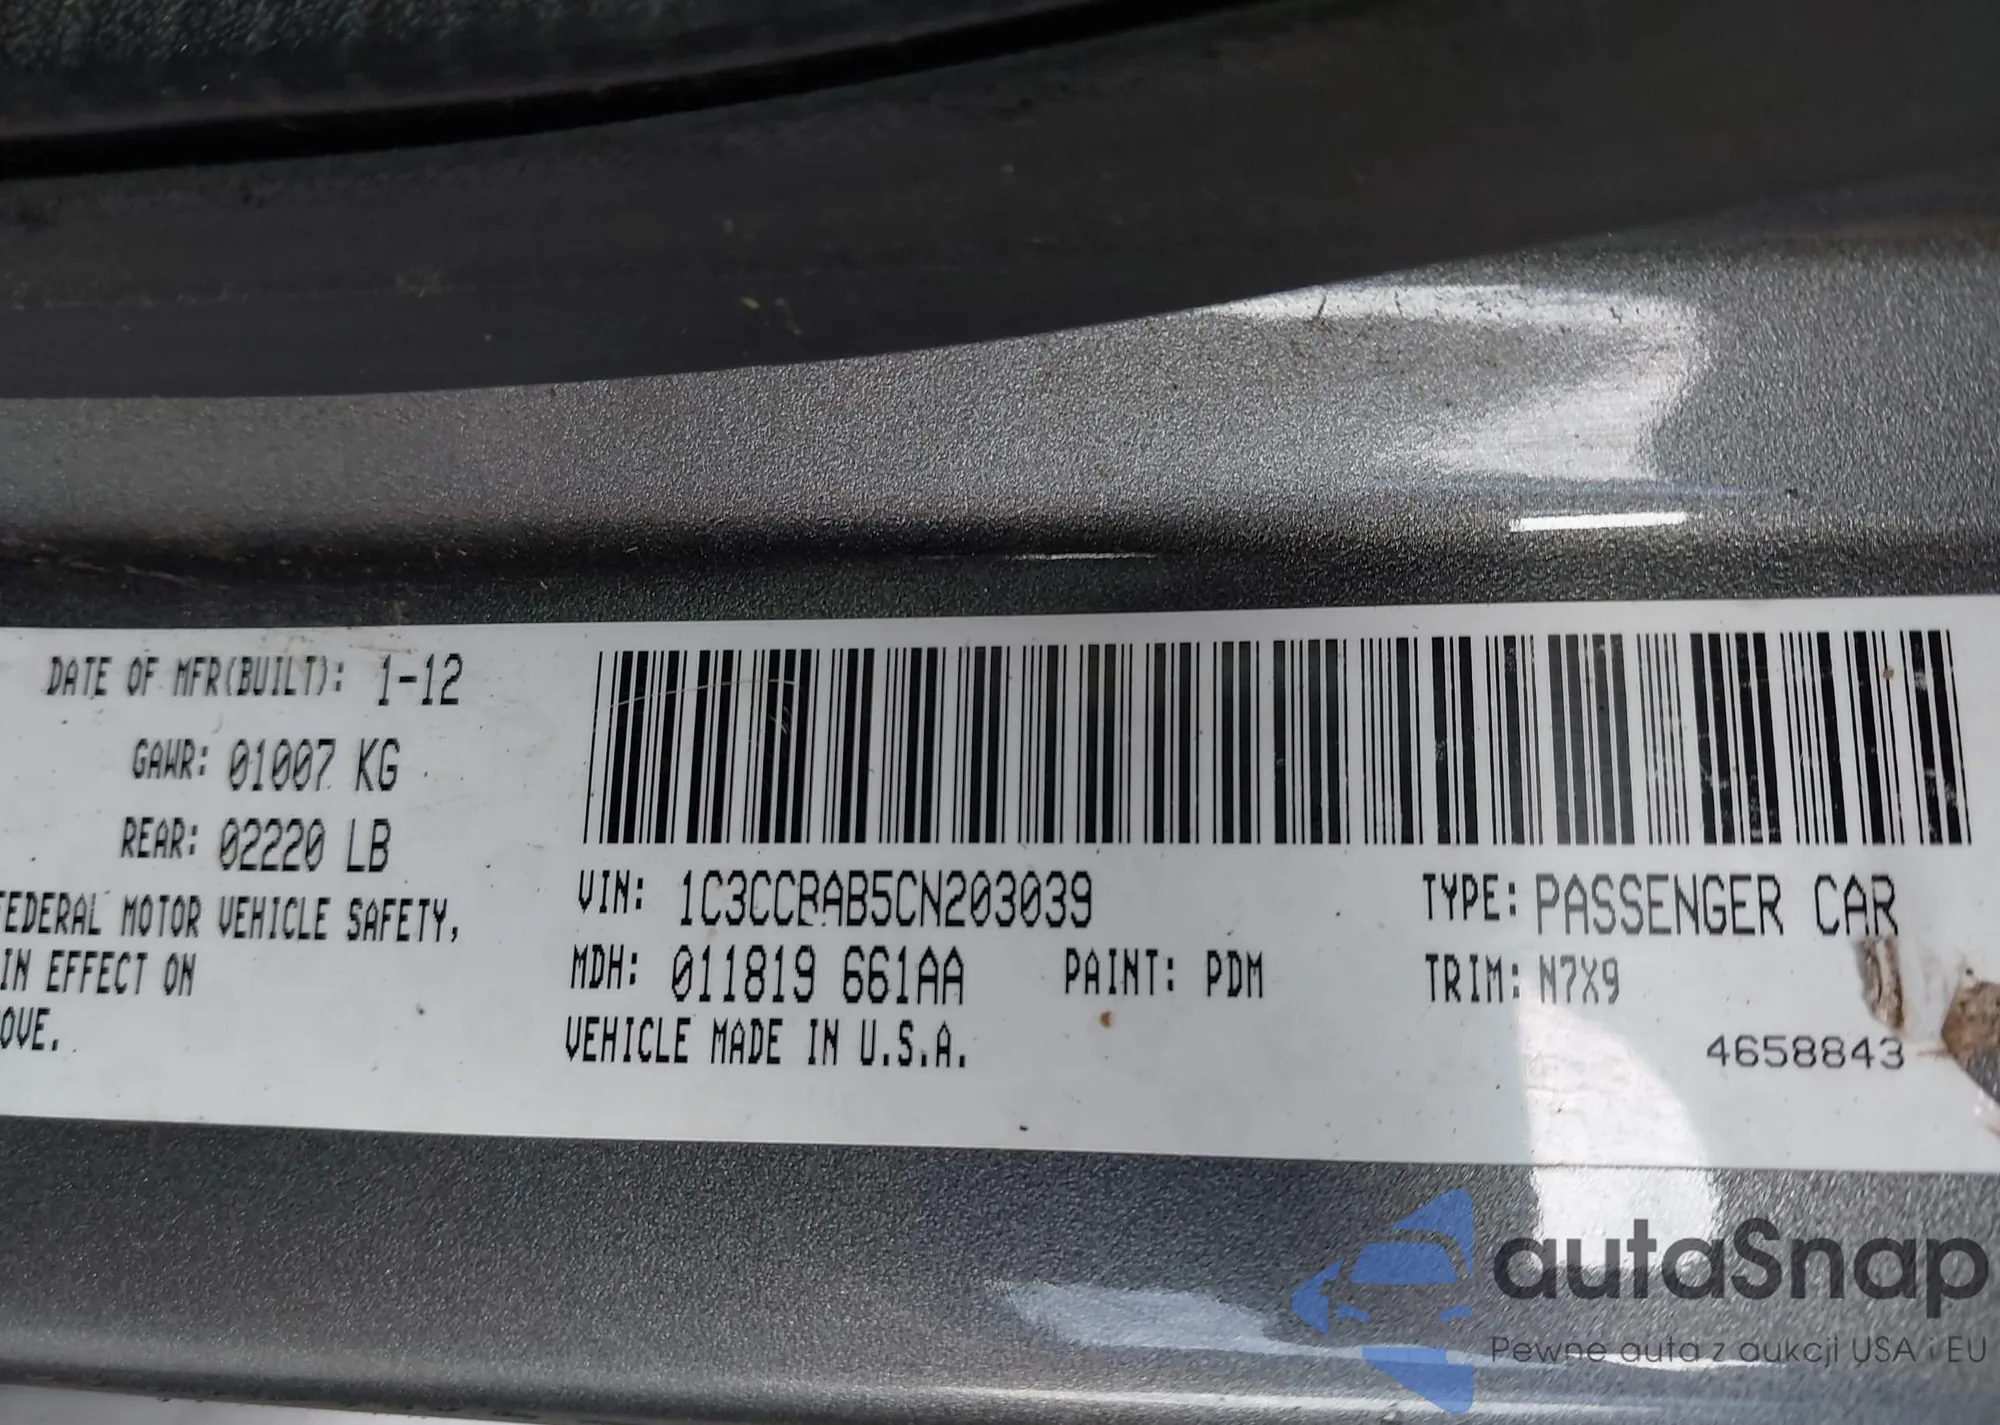 DATE OF MFR(BUILT): 1-12
GAWR: 01007 KG
REAR: 02220 LB
FEDERAL MOTOR VEHICLE SAFETY,
IN EFFECT ON
OVE.
VIN: 1C3CCBAB5CN203039
TYPE: PASSENGER CAR
MDH: 011819 661AA
PAINT: PDM
TRIM: N7X9
VEHICLE MADE IN U.S.A.
4658843
autaSnap
Pewne auta z aukcji USA i EU